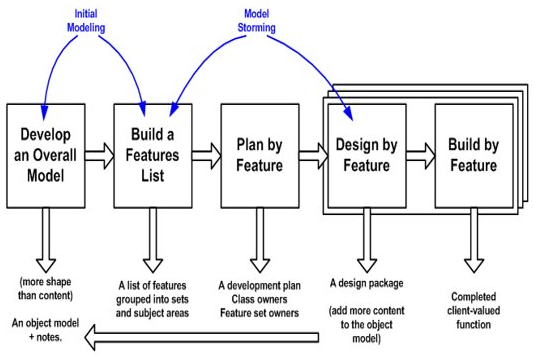 Initial
Modeling
Model
Storming
Develop
an Overall
Model
Build a
Features
List
Plan by
Feature
Design by
Feature
Build by
Feature
(more shape
than content)
An object model
+ notes.
A list of features
grouped into sets
and subject areas
A development plan
Class owners
Feature set owners
A design package
(add more content
to the object
model)
Completed
client-valued
function